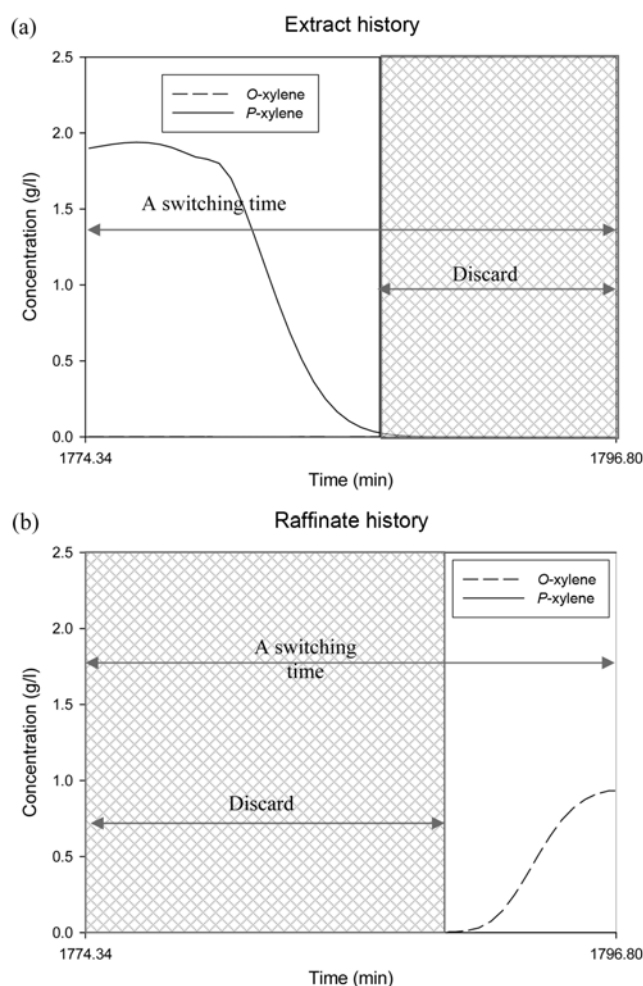 (a)
Extract history
2.5
2.0
1.5
1.0
0.5
0.0
Concentration (g/l)
O-xylene
P-xylene
A switching time
Discard
1774.34
1796.80
Time (min)
(b)
Raffinate history
2.5
2.0
1.5
1.0
0.5
0.0
Concentration (g/l)
O-xylene
P-xylene
A switching
time
Discard
1774.34
1796.80
Time (min)